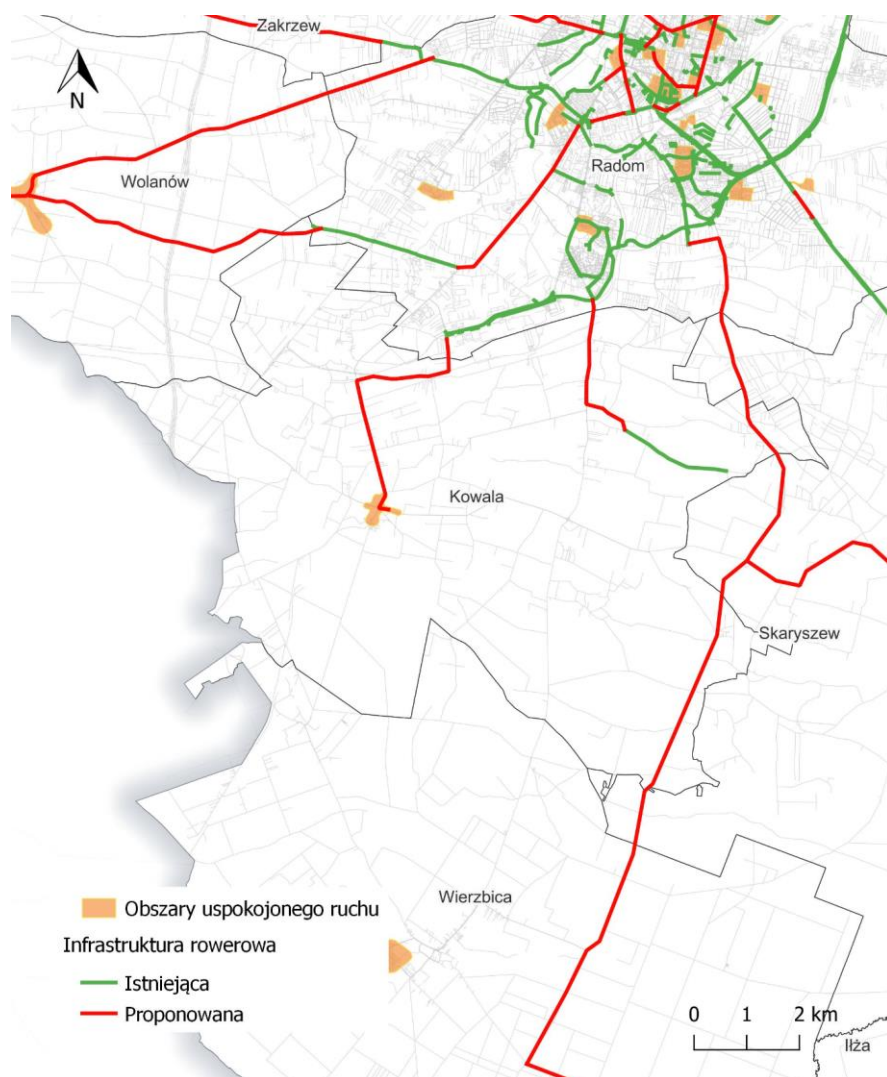 Zakrzew
N
Radom
Wolanów
Kowala
Skaryszew
Wierzbica
Obszary uspokojonego ruchu
Infrastruktura rowerowa
Istniejąca
Proponowana
0 1 2 km
Iłża